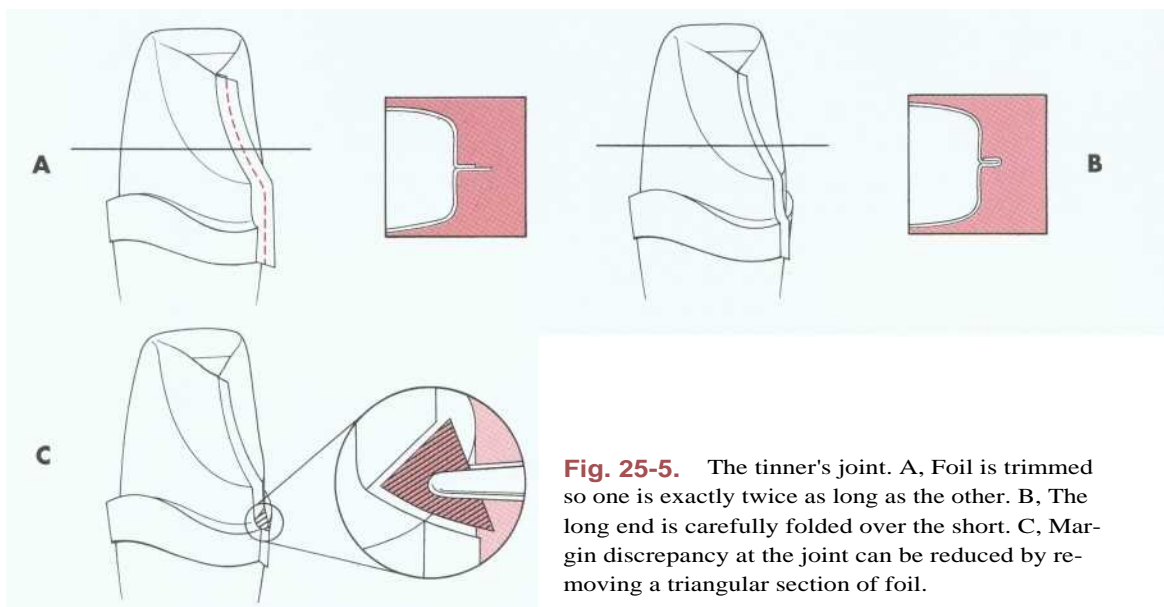 A
B
C
Fig. 25-5. The tinner's joint. A, Foil is trimmed
so one is exactly twice as long as the other. B, The
long end is carefully folded over the short. C, Mar-
gin discrepancy at the joint can be reduced by re-
moving a triangular section of foil.